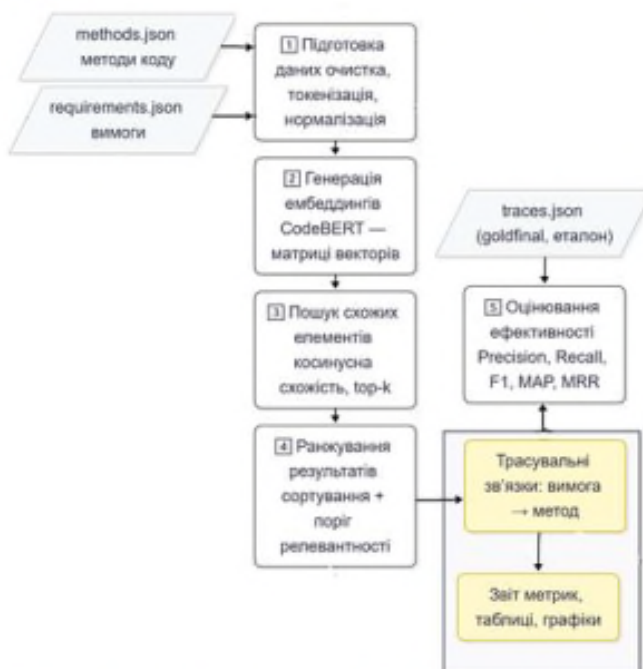 methods.json
методи коду
requirements.json
вимоги
1 Підготовка
даних очистка,
токенізація,
нормалізація
2 Генерація
ембеддингів
CodeBERT —
матриці векторів
3 Пошук схожих
елементів
косинусна
схожість, top-k
4 Ранжування
результатів
сортування +
поріг
релевантності
traces.json
(goldfinal, еталон)
5 Оцінювання
ефективності
Precision, Recall,
F1, MAP, MRR
Трасувальні
зв'язки: вимога
→ метод
Звіт метрик,
таблиці, графіки